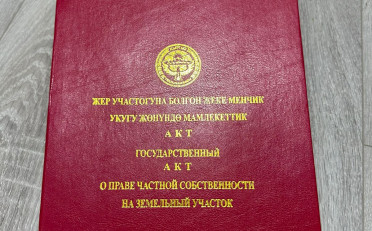 ЖЕР УЧАСТОГУНА БОЛГОН ЖЕКЕ МЕНЧИК
УКУГУ ЖӨНҮНДӨ МАМЛЕКЕТТИК
АКТ
ГОСУДАРСТВЕННЫЙ
АКТ
О ПРАВЕ ЧАСТНОЙ СОБСТВЕННОСТИ
НА ЗЕМЕЛЬНЫЙ УЧАСТОК